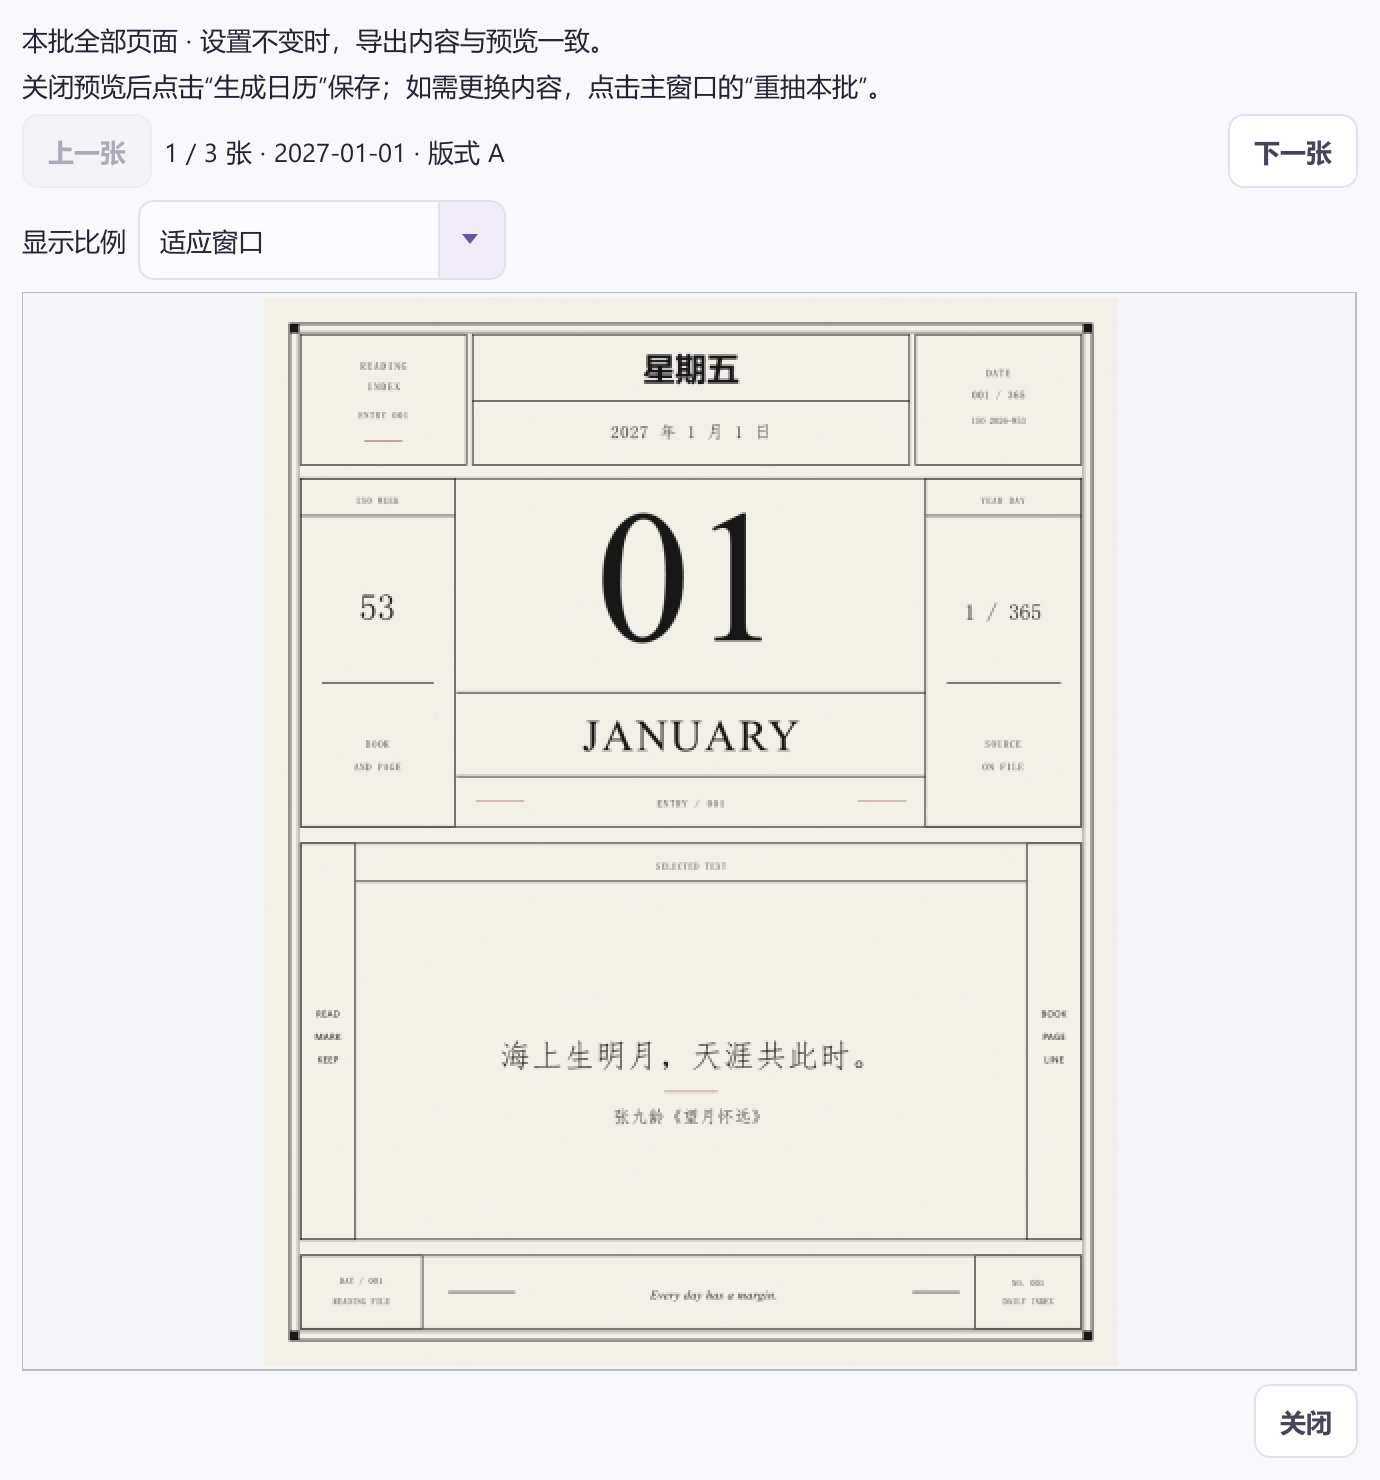 本批全部页面 · 设置不变时，导出内容与预览一致。
关闭预览后点击“生成日历”保存；如需更换内容，点击主窗口的“重抽本批”。
上一张
1 / 3 张 · 2027-01-01 · 版式 A
下一张
显示比例
适应窗口
READING
INDEX
ENTRY 001
星期五
2027 年 1 月 1 日
DATE
001 / 365
ISO 2026-W53
ISO WEEK
53
BOOK
AND PAGE
01
JANUARY
ENTRY / 001
YEAR DAY
1 / 365
SOURCE
ON FILE
SELECTED TEXT
READ
MARK
KEEP
海上生明月，天涯共此时。
张九龄《望月怀远》
BOOK
PAGE
LINE
DAY / 001
READING FILE
Every day has a margin.
NO. 001
DAILY INDEX
关闭